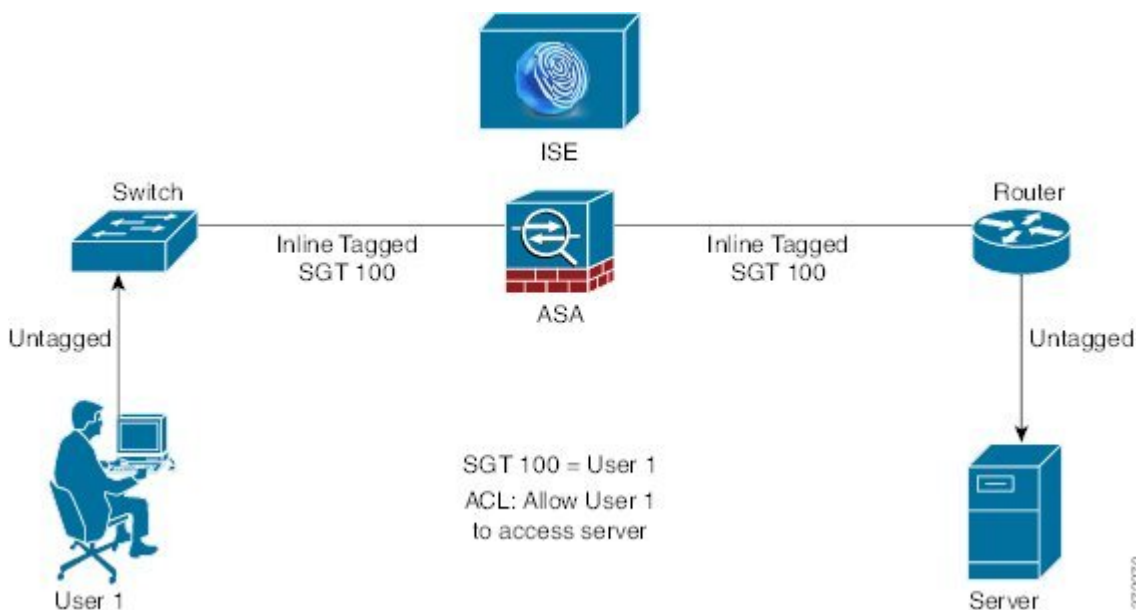 ISE
Switch
Router
Inline Tagged
SGT 100
Inline Tagged
SGT 100
ASA
Untagged
Untagged
SGT 100 = User 1
ACL: Allow User 1
to access server
User 1
Server